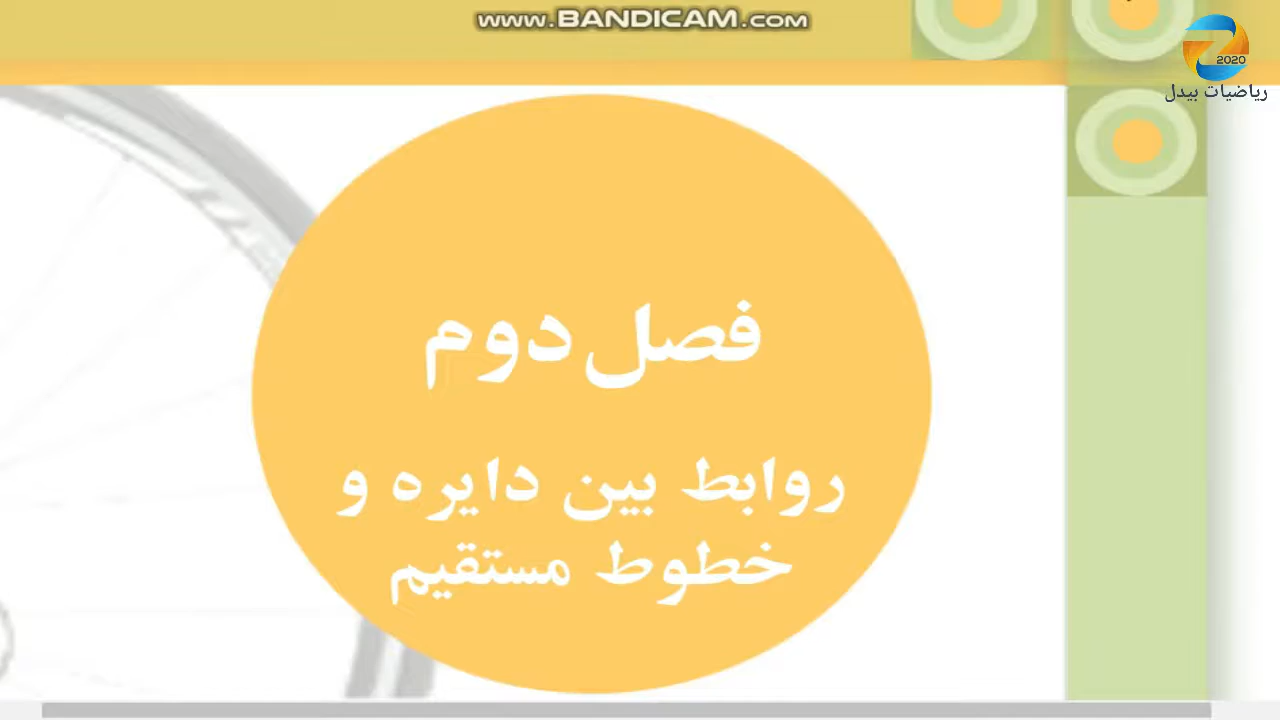 www.BANDICAM.com
2020
ریاضیات بیدل
فصل دوم
روابط بین دایره و
خطوط مستقیم